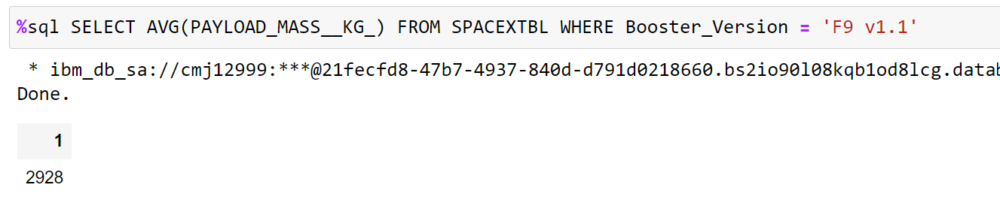 %sql SELECT AVG(PAYLOAD_MASS__KG_) FROM SPACEXTBL WHERE Booster_Version = 'F9 v1.1'
* ibm_db_sa://cmj12999:***@21fecfd8-47b7-4937-840d-d791d0218660.bs2io90l08kqb1od8lcg.datab
Done.
1
2928